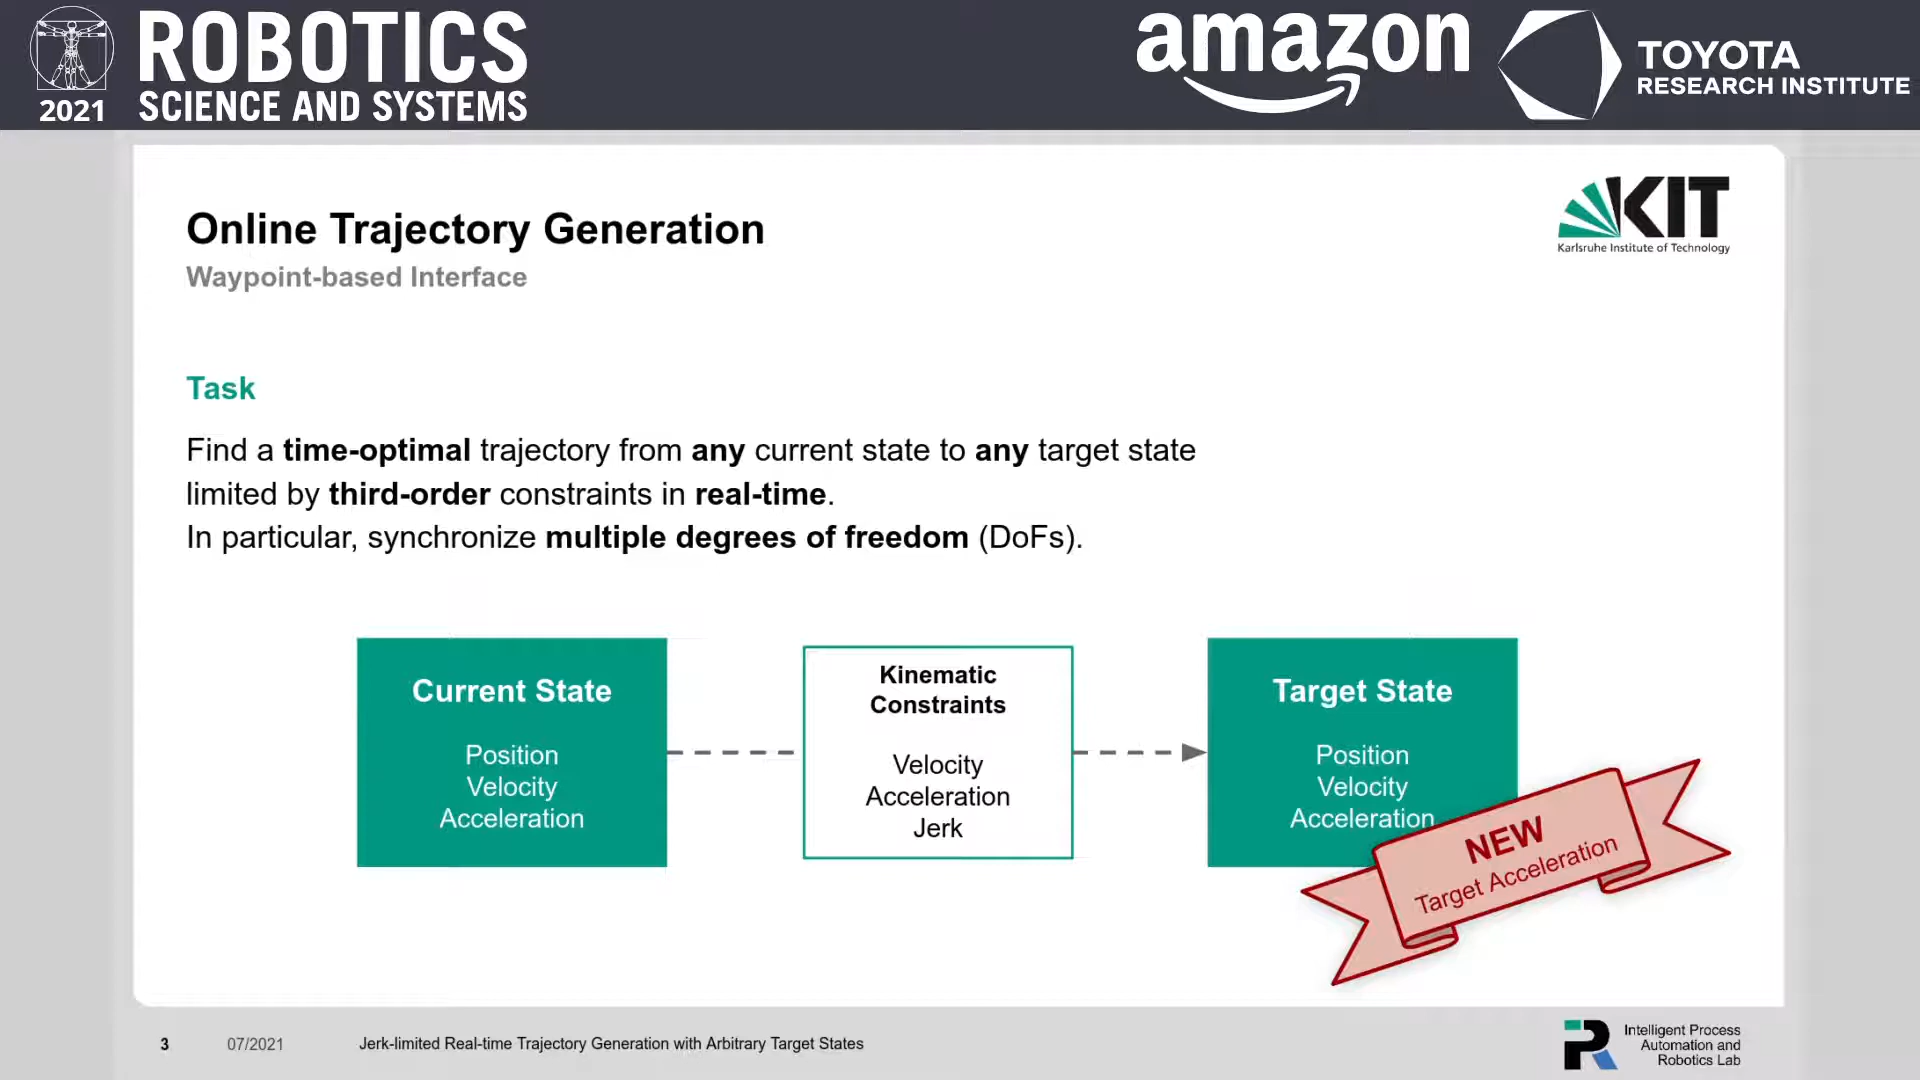 ROBOTICS
2021 SCIENCE AND SYSTEMS
amazon
TOYOTA
RESEARCH INSTITUTE
KIT
Karlsruhe Institute of Technology
Online Trajectory Generation
Waypoint-based Interface
Task
Find a time-optimal trajectory from any current state to any target state
limited by third-order constraints in real-time.
In particular, synchronize multiple degrees of freedom (DoFs).
Current State
Position
Velocity
Acceleration
Kinematic
Constraints
Velocity
Acceleration
Jerk
Target State
Position
Velocity
Acceleration
NEW
Target Acceleration
3 07/2021 Jerk-limited Real-time Trajectory Generation with Arbitrary Target States
Intelligent Process
Automation and
Robotics Lab